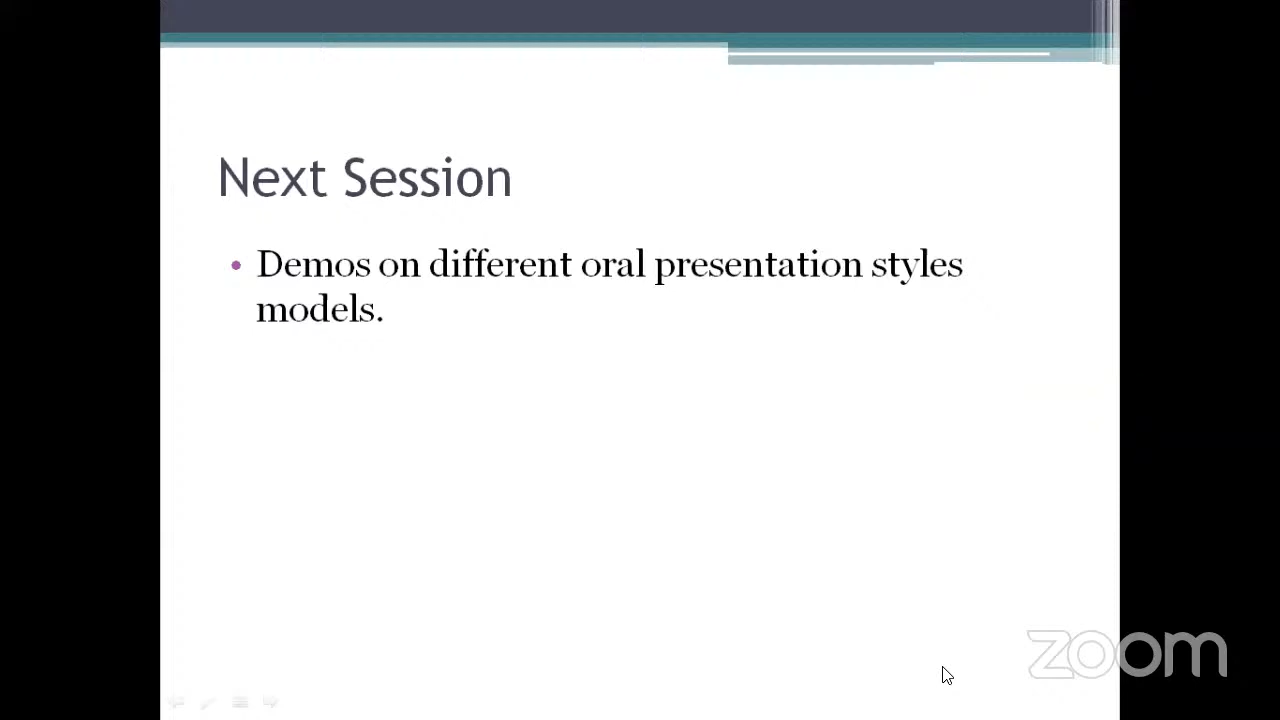 Next Session
• Demos on different oral presentation styles
models.
zoom